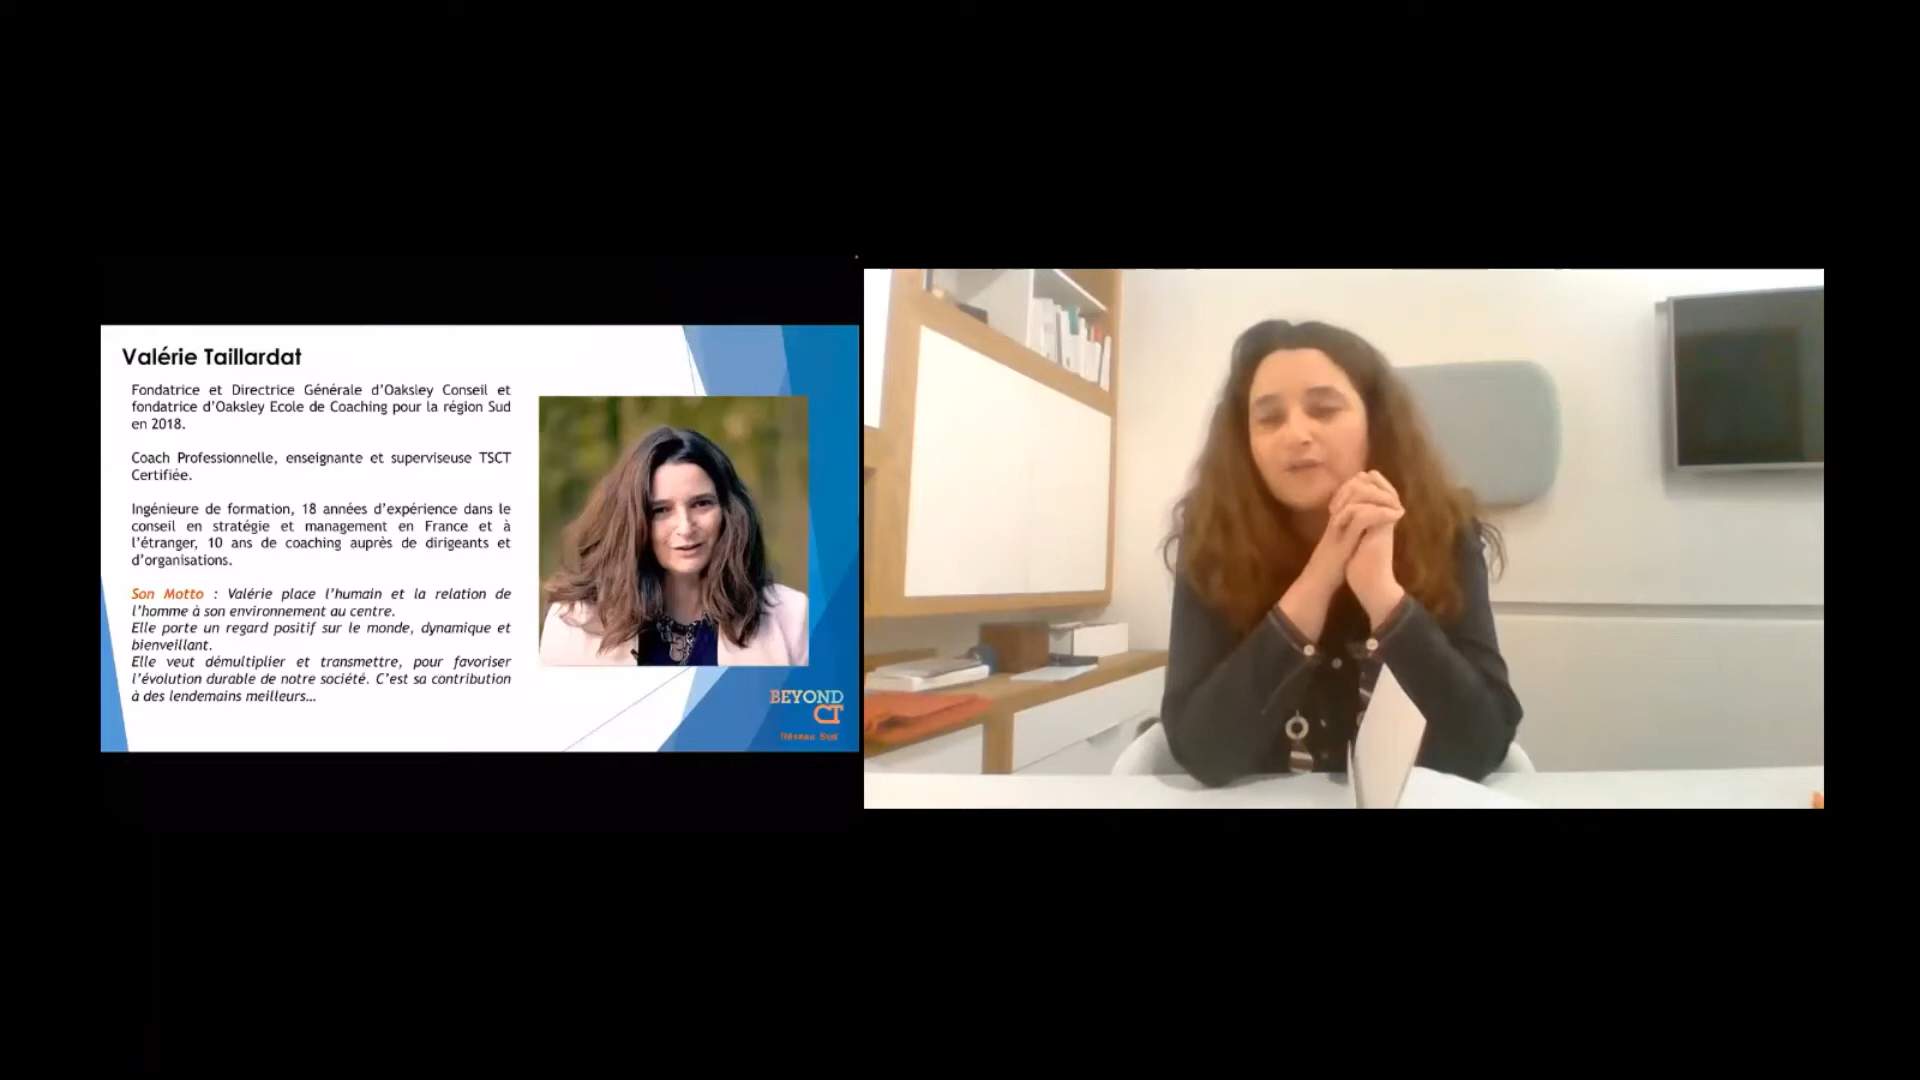 Valérie Taillardat
Fondatrice et Directrice Générale d’Oaksley Conseil et
fondatrice d’Oaksley Ecole de Coaching pour la région Sud
en 2018.
Coach Professionnelle, enseignante et superviseuse TSCT
Certifiée.
Ingénieure de formation, 18 années d’expérience dans le
conseil en stratégie et management en France et à
l’étranger, 10 ans de coaching auprès de dirigeants et
d’organisations.
Son Motto : Valérie place l’humain et la relation de
l’homme à son environnement au centre.
Elle porte un regard positif sur le monde, dynamique et
bienveillant.
Elle veut démultiplier et transmettre, pour favoriser
l’évolution durable de notre société. C’est sa contribution
à des lendemains meilleurs…
BEYOND
CT
Réseau Sud